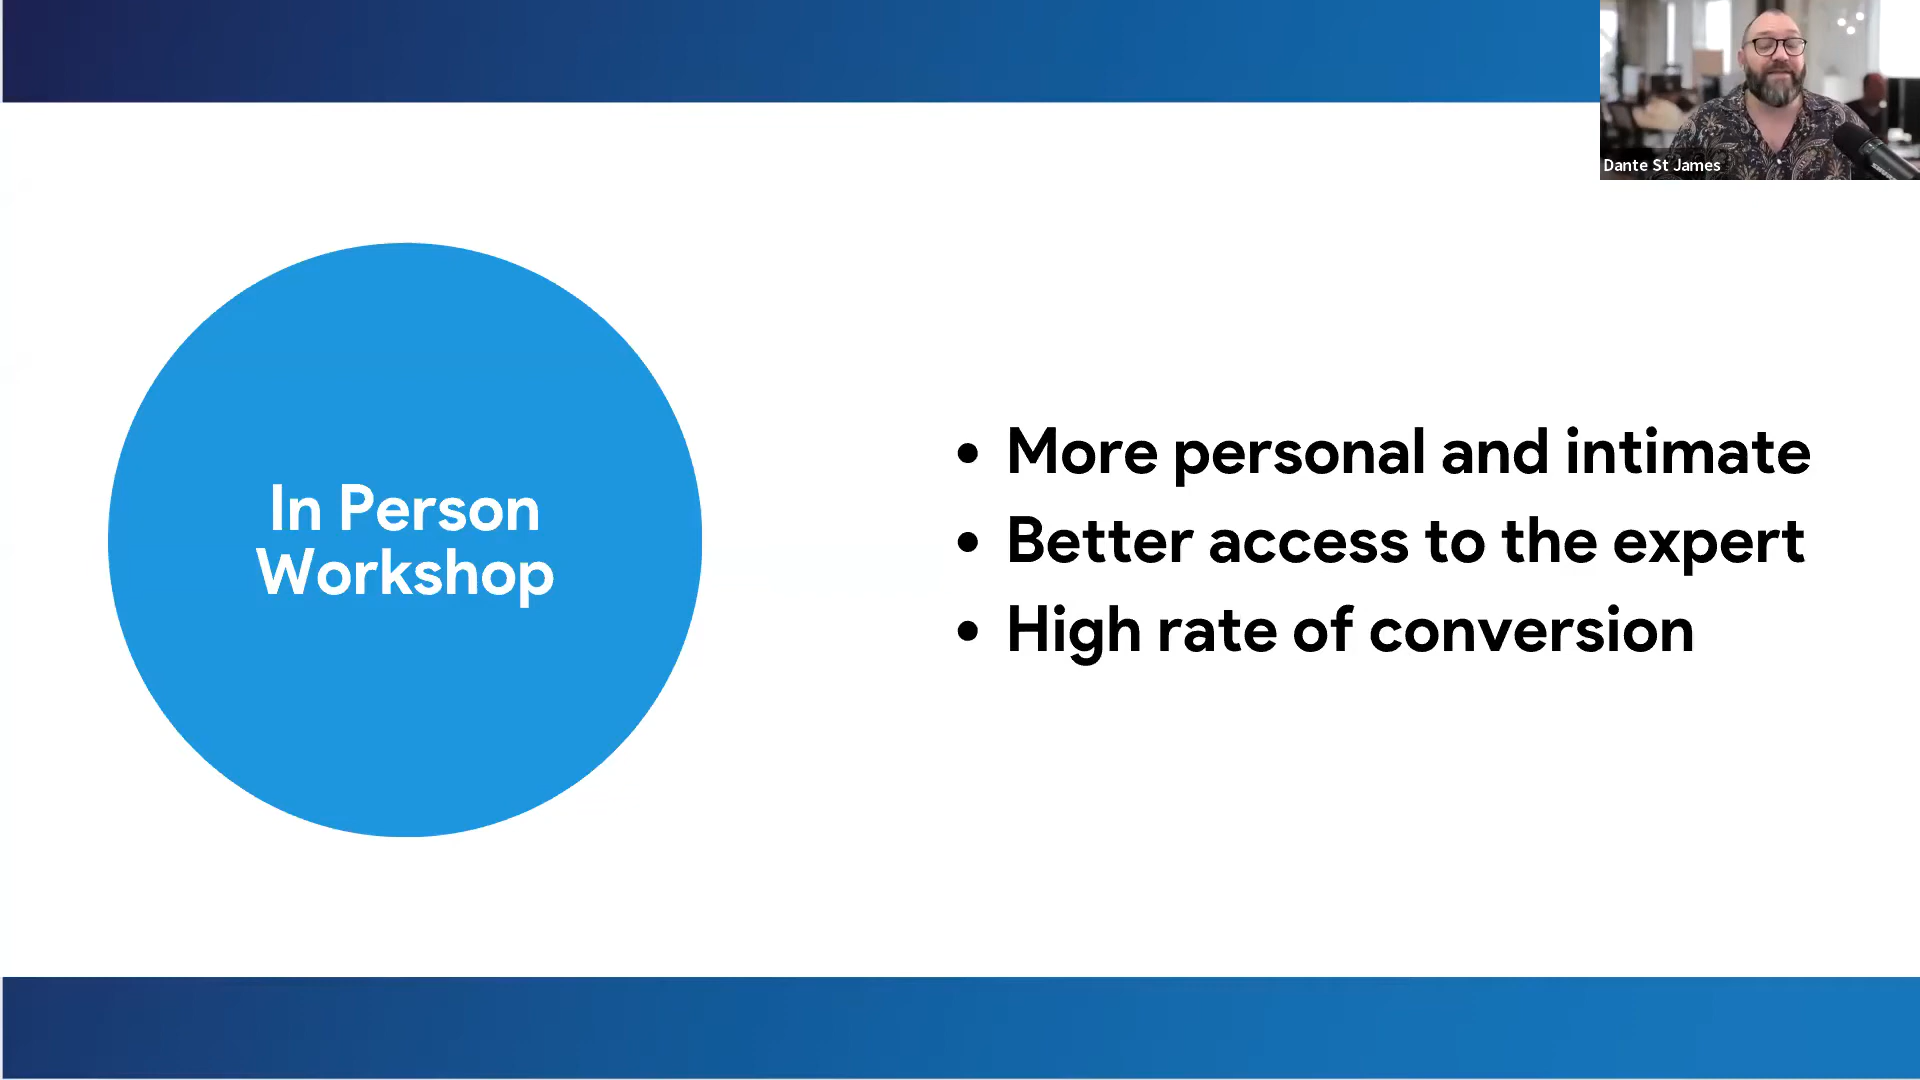 Dante St James
In Person
Workshop
• More personal and intimate
• Better access to the expert
• High rate of conversion